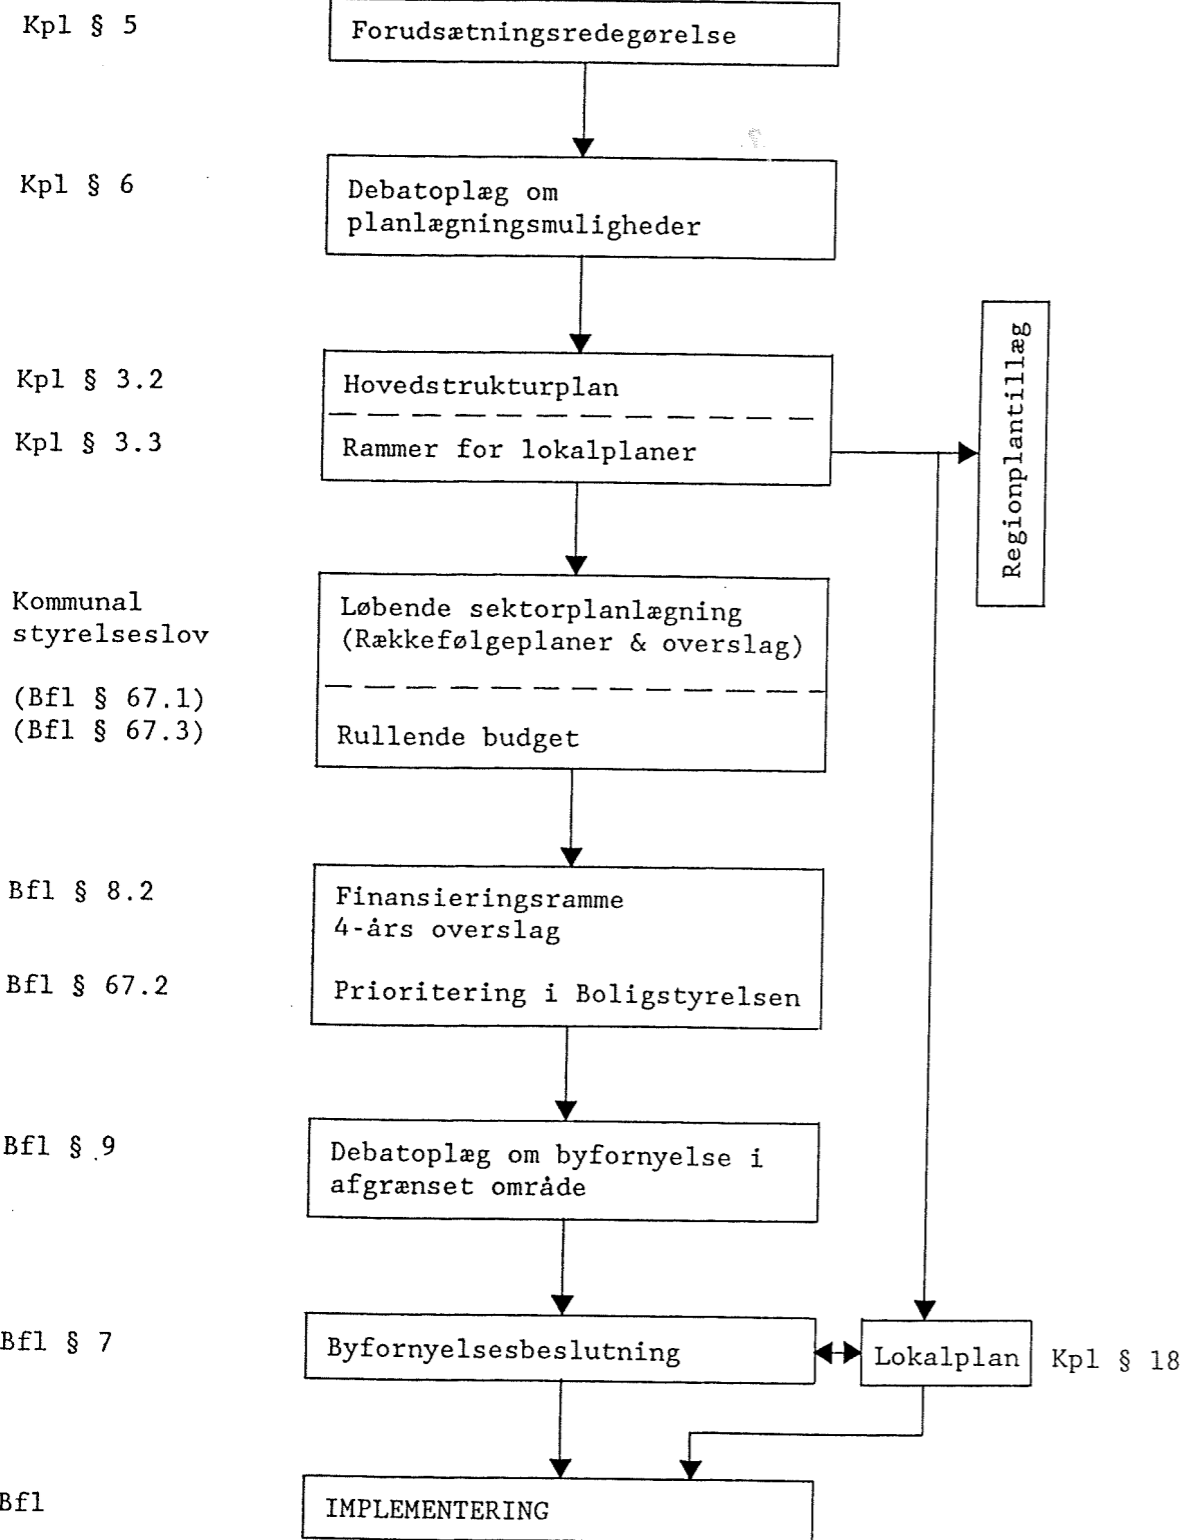 Kpl § 5
Forudsætningsredegørelse
Kpl § 6
Debatoplæg om
planlægningsmuligheder
Kpl § 3.2
Hovedstrukturplan
Kpl § 3.3
Rammer for lokalplaner
Regionplantillæg
Kommunal
styrelseslov
(Bfl § 67.1)
(Bfl § 67.3)
Løbende sektorplanlægning
(Rækkefølgeplaner & overslag)
Rullende budget
Bfl § 8.2
Finansieringsramme
4-års overslag
Bfl § 67.2
Prioritering i Boligstyrelsen
Bfl § 9
Debatoplæg om byfornyelse i
afgrænset område
Bfl § 7
Byfornyelsesbeslutning
Lokalplan
Kpl § 18
Bfl
IMPLEMENTERING